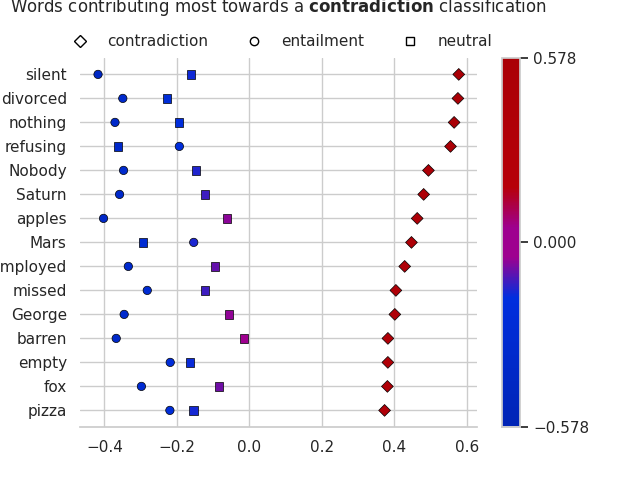 Words contributing most towards a contradiction classification
contradiction entailment neutral
silent
divorced
nothing
refusing
Nobody
Saturn
apples
Mars
mployed
missed
George
barren
empty
fox
pizza
−0.4 −0.2 0.0 0.2 0.4 0.6
0.578
0.000
−0.578